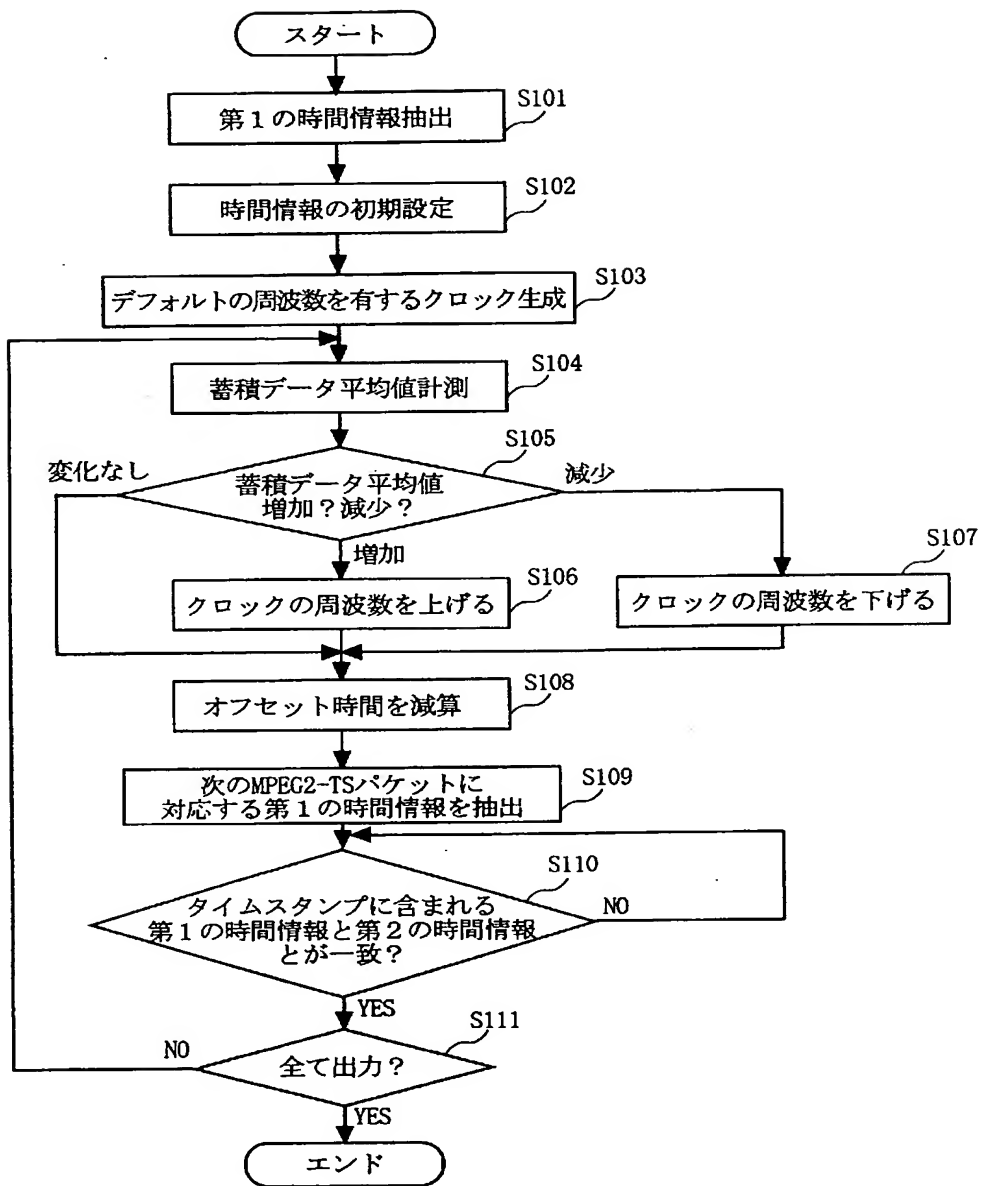 スタート
S101
第１の時間情報抽出
S102
時間情報の初期設定
S103
デフォルトの周波数を有するクロック生成
S104
蓄積データ平均値計測
S105
変化なし
減少
蓄積データ平均値
増加？減少？
増加
S106
クロックの周波数を上げる
S107
クロックの周波数を下げる
S108
オフセット時間を減算
S109
次のMPEG2-TSパケットに
対応する第１の時間情報を抽出
S110
タイムスタンプに含まれる
第１の時間情報と第２の時間情報
とが一致？
NO
YES
S111
NO
全て出力？
YES
エンド